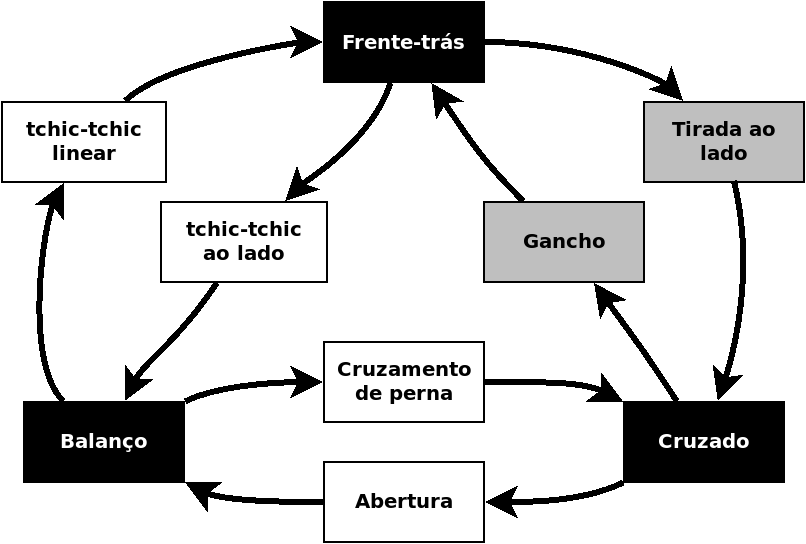 Frente-trás
tchic-tchic
linear
Tirada ao
lado
tchic-tchic
ao lado
Gancho
Cruzamento
de perna
Balanço
Cruzado
Abertura